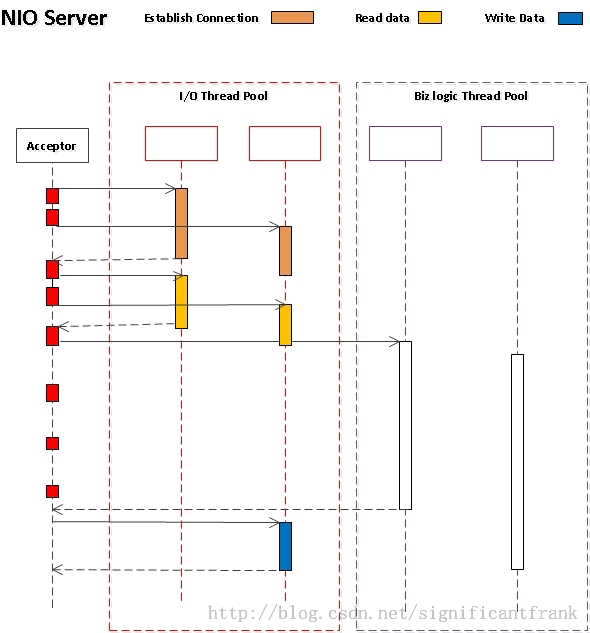 NIO Server
Establish Connection
Read data
Write Data
I/O Thread Pool
Biz logic Thread Pool
Acceptor
http://blog.csdn.net/significantfrank